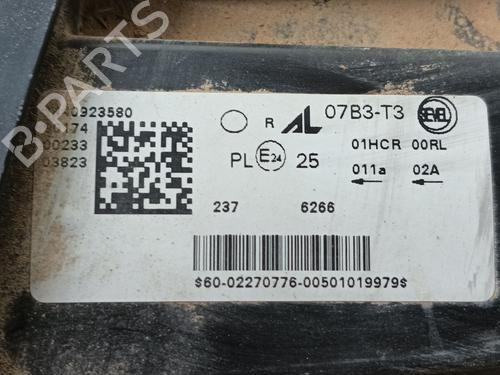 B-PARTS
0923580
174
00233
03823
R AL 07B3-T3 SEVEL
PL E24 25
01HCR 00RL
011a 02A
237 6266
$60-02270776-00501019979$